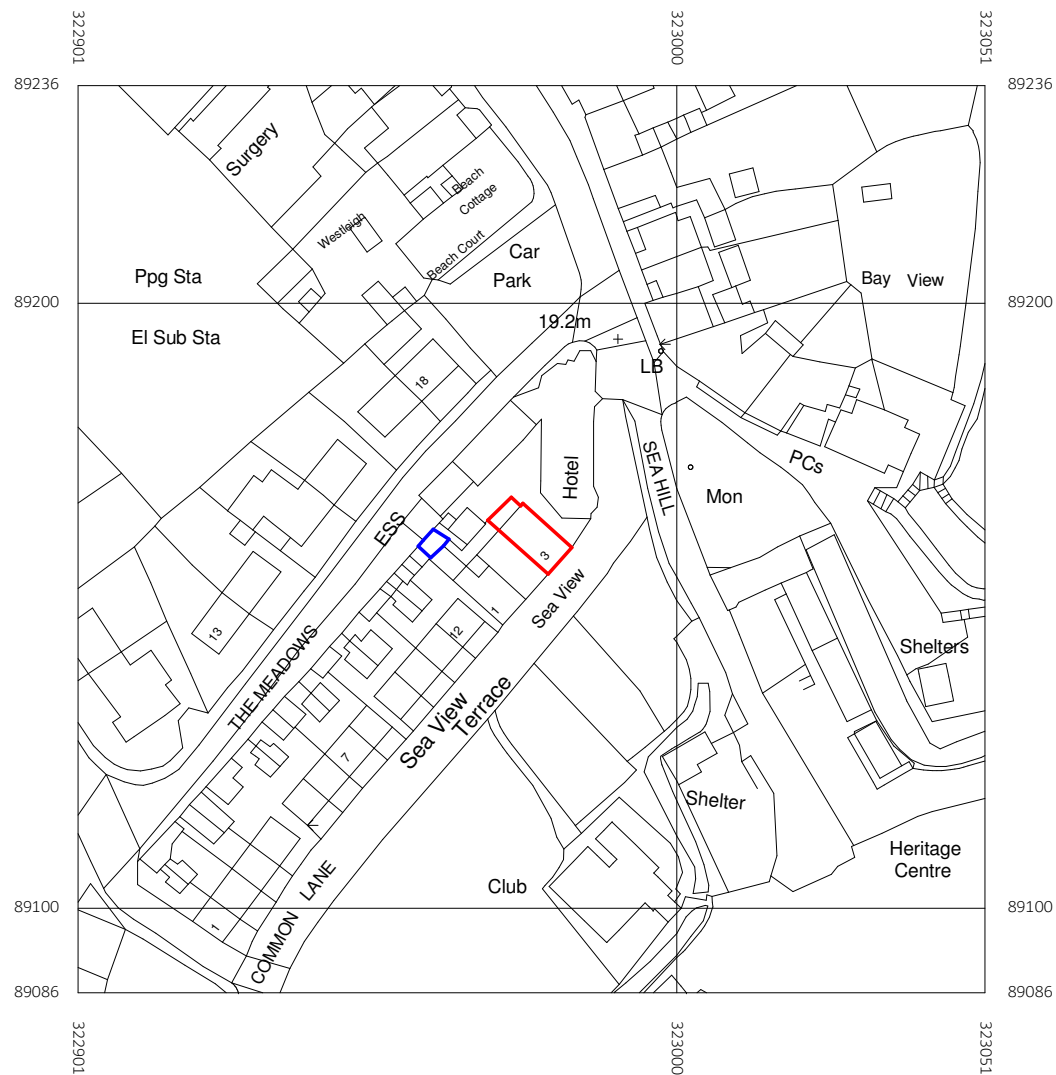 322901
323000
323051
89236
89236
Surgery
Beach
Cottage
Westleigh
Beach Court
Car
Park
Ppg Sta
Bay View
89200
89200
19.2m
El Sub Sta
LB
18
SEA HILL
PCs
Hotel
Mon
ESS
3
Sea View
1
12
13
Shelters
THE MEADOWS
Sea View
Terrace
7
Shelter
Heritage
Centre
Club
COMMON LANE
1
89100
89100
89086
89086
322901
323000
323051